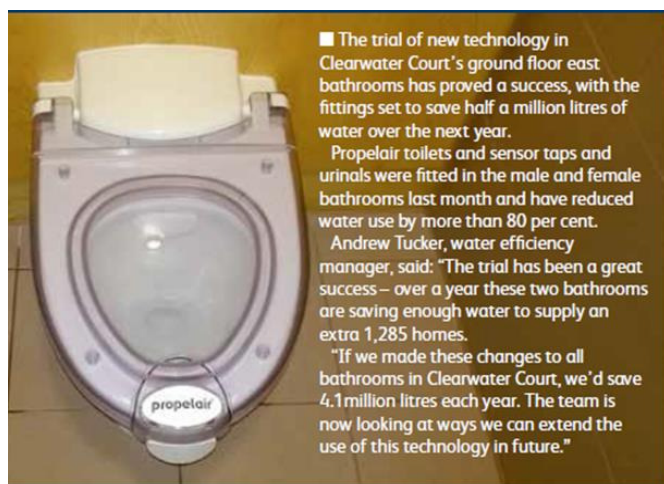 ■ The trial of new technology in
Clearwater Court's ground floor east
bathrooms has proved a success, with the
fittings set to save half a million litres of
water over the next year.
Propelair toilets and sensor taps and
urinals were fitted in the male and female
bathrooms last month and have reduced
water use by more than 80 per cent.
Andrew Tucker, water efficiency
manager, said: “The trial has been a great
success – over a year these two bathrooms
are saving enough water to supply an
extra 1,285 homes.
“If we made these changes to all
bathrooms in Clearwater Court, we'd save
4.1million litres each year. The team is
now looking at ways we can extend the
use of this technology in future.”
propelair